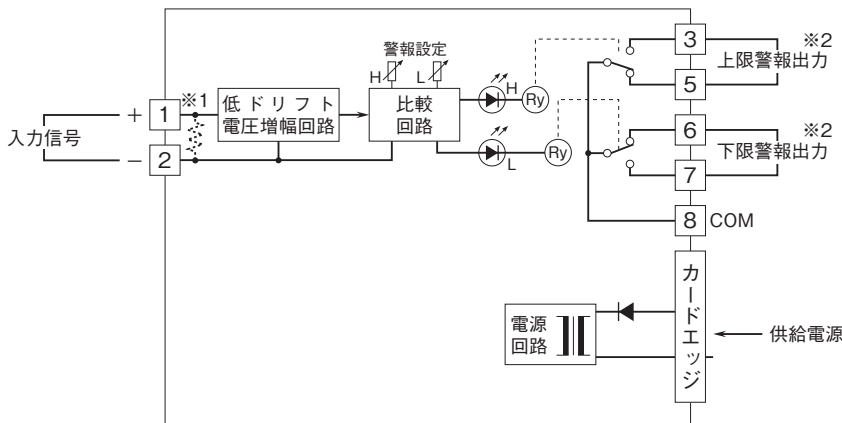 警報設定
H L
3 ※2
上限警報出力
5
+ 1 ※1
低ドリフト
電圧増幅回路
比較
回路
H
Ry
入力信号
− 2
L
Ry
6 ※2
下限警報出力
7
8 COM
カードエッジ
電源
回路
供給電源